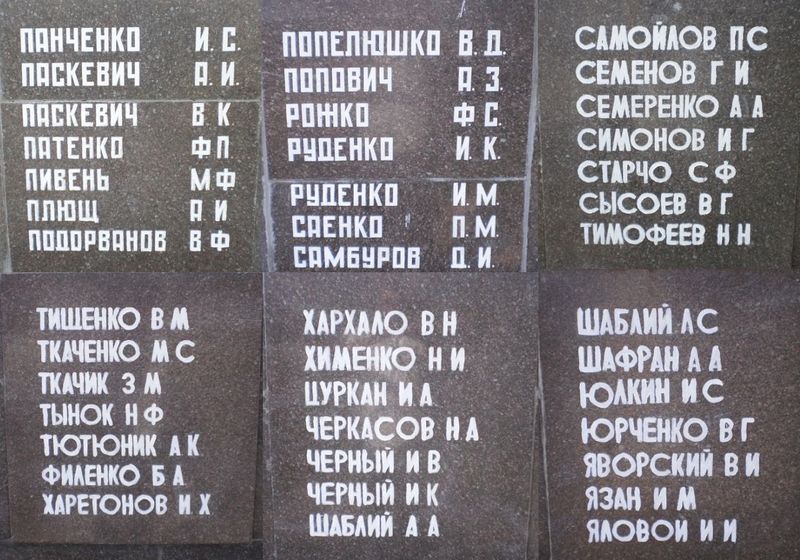 ПАНЧЕНКО И. С.
ПАСКЕВИЧ А. И.
ПАСКЕВИЧ В К
ПАТЕНКО Ф П
ПИВЕНЬ М Ф
ПЛЮЩ А И
ПОДОРВАНОВ В Ф
ПОПЕЛЮШКО В. Д.
ПОПОВИЧ А. З.
РОЖКО Ф С.
РУДЕНКО И. К.
РУДЕНКО И. М.
САЕНКО П. М
САМБУРОВ Д. И.
САМОЙЛОВ П С
СЕМЕНОВ Г И
СЕМЕРЕНКО А А
СИМОНОВ И Г
СТАРЧО С Ф
СЫСОЕВ В Г
ТИМОФЕЕВ Н Н
ТИЩЕНКО В М
ТКАЧЕНКО М С
ТКАЧИК З М
ТЫНОК Н Ф
ТЮТЮНИК А К
ФИЛЕНКО Б А
ХАРЕТОНОВ И Х
ХАРХАЛО В Н
ХИМЕНКО Н И
ЦУРКАН И А
ЧЕРКАСОВ Н А
ЧЕРНЫЙ И В
ЧЕРНЫЙ И К
ШАБЛИЙ А А
ШАБЛИЙ Л С
ШАФРАН А А
ЮЛКИН И С
ЮРЧЕНКО В Г
ЯВОРСКИЙ В И
ЯЗАН И М
ЯЛОВОЙ И И